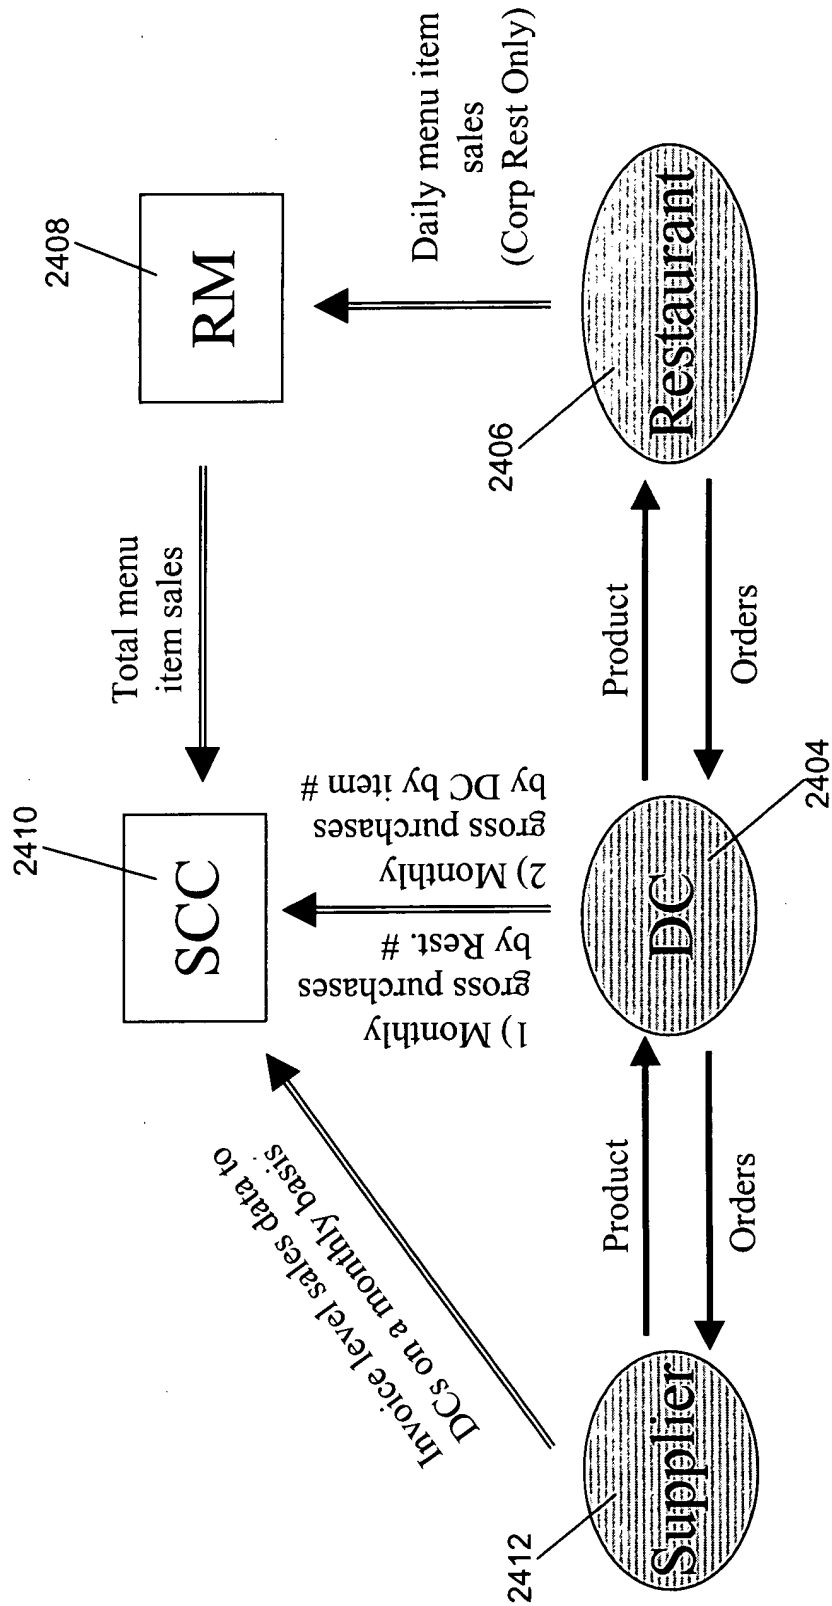 2410
SCC
Total menu
item sales
2408
RM
Invoice level sales data to
DCs on a monthly basis
1) Monthly
gross purchases
by Rest. #
2) Monthly
gross purchases
by DC by item #
Daily menu item
sales
(Corp Rest Only)
2412
Supplier
Product
Orders
DC
2404
Product
Orders
2406
Restaurant